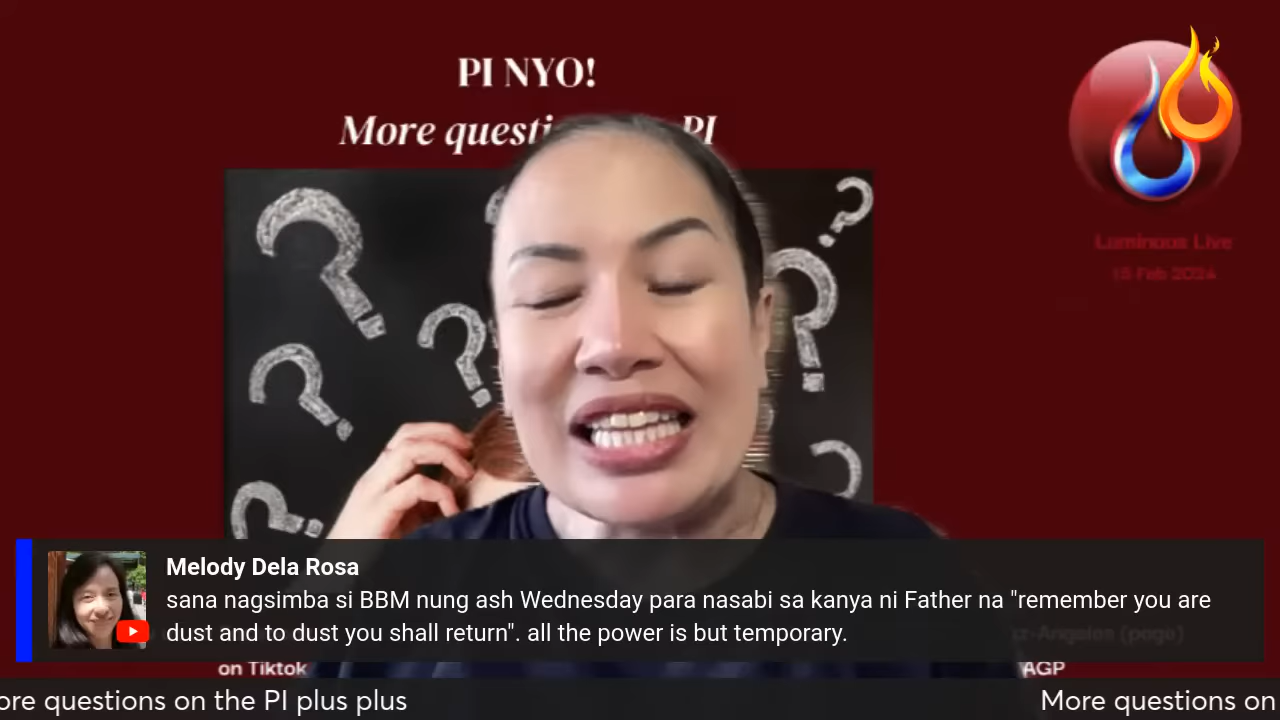 PI NYO!
More questi PI
Luminous Live
15 Feb 2024
Melody Dela Rosa
sana nagsimba si BBM nung ash Wednesday para nasabi sa kanya ni Father na "remember you are
dust and to dust you shall return". all the power is but temporary.
-Angeles (page)
on Tiktok
AGP
ore questions on the PI plus plus
More questions on